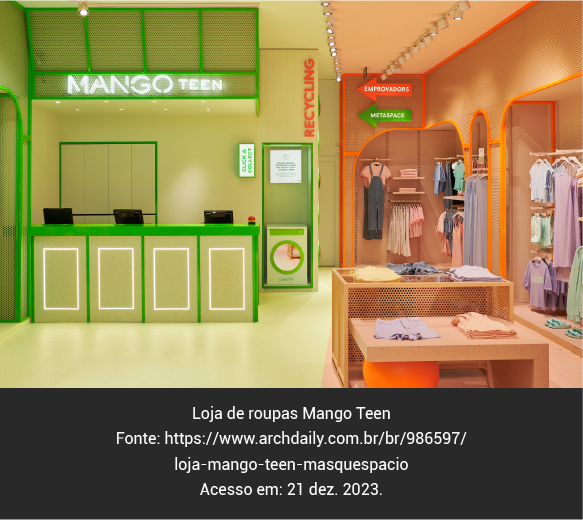 MANGO TEEN
RECYCLING
EMPROVADORS
METASPACE
CLICK &
COLLECT
Loja de roupas Mango Teen
Fonte: https://www.archdaily.com.br/br/986597/
loja-mango-teen-masquespacio
Acesso em: 21 dez. 2023.